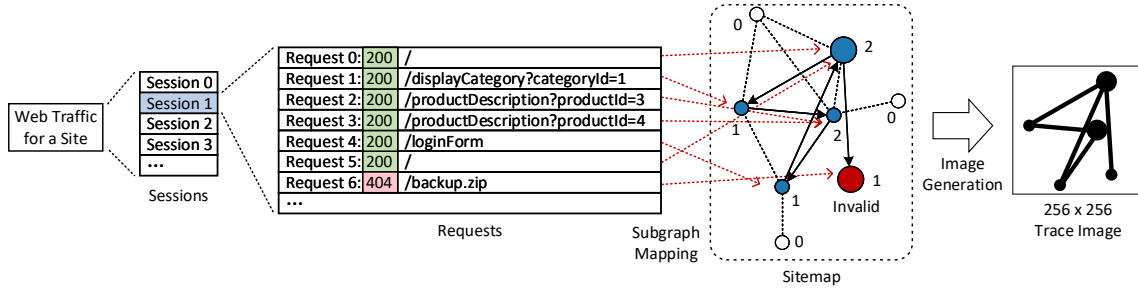 Web Traffic
for a Site
Session 0
Session 1
Session 2
Session 3
...
Sessions
Request 0: 200 /
Request 1: 200 /displayCategory?categoryId=1
Request 2: 200 /productDescription?productId=3
Request 3: 200 /productDescription?productId=4
Request 4: 200 /loginForm
Request 5: 200 /
Request 6: 404 /backup.zip
...
Requests
Subgraph
Mapping
0
2
1
2
0
1
Invalid
1
0
Sitemap
Image
Generation
256 x 256
Trace Image